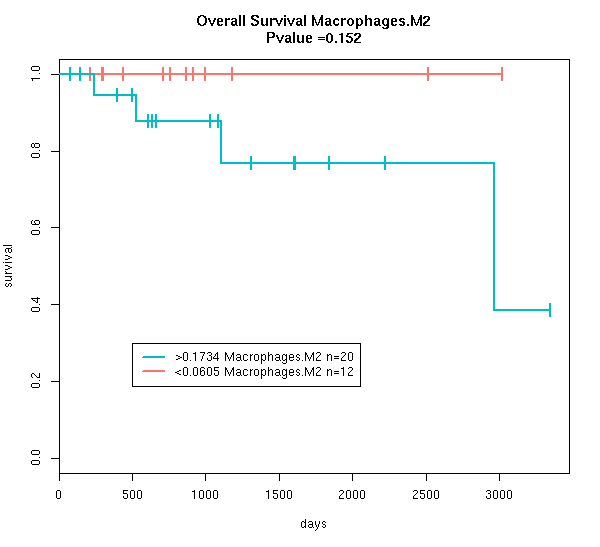 Overall Survival Macrophages.M2
Pvalue =0.152
survival
1.0
0.8
0.6
0.4
0.2
0.0
>0.1734 Macrophages.M2 n=20
<0.0605 Macrophages.M2 n=12
0 500 1000 1500 2000 2500 3000
days